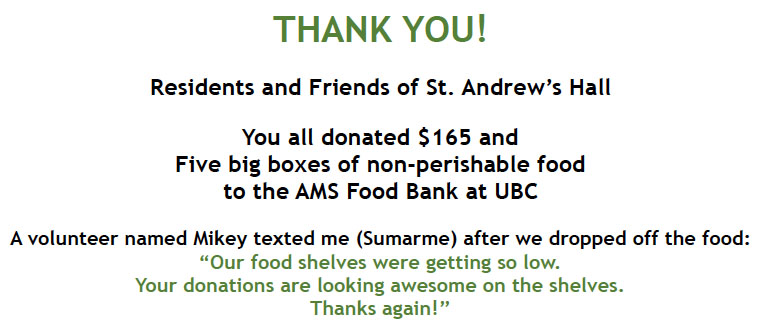 THANK YOU!
Residents and Friends of St. Andrew’s Hall
You all donated $165 and
Five big boxes of non-perishable food
to the AMS Food Bank at UBC
A volunteer named Mikey texted me (Sumarme) after we dropped off the food:
“Our food shelves were getting so low.
Your donations are looking awesome on the shelves.
Thanks again!”